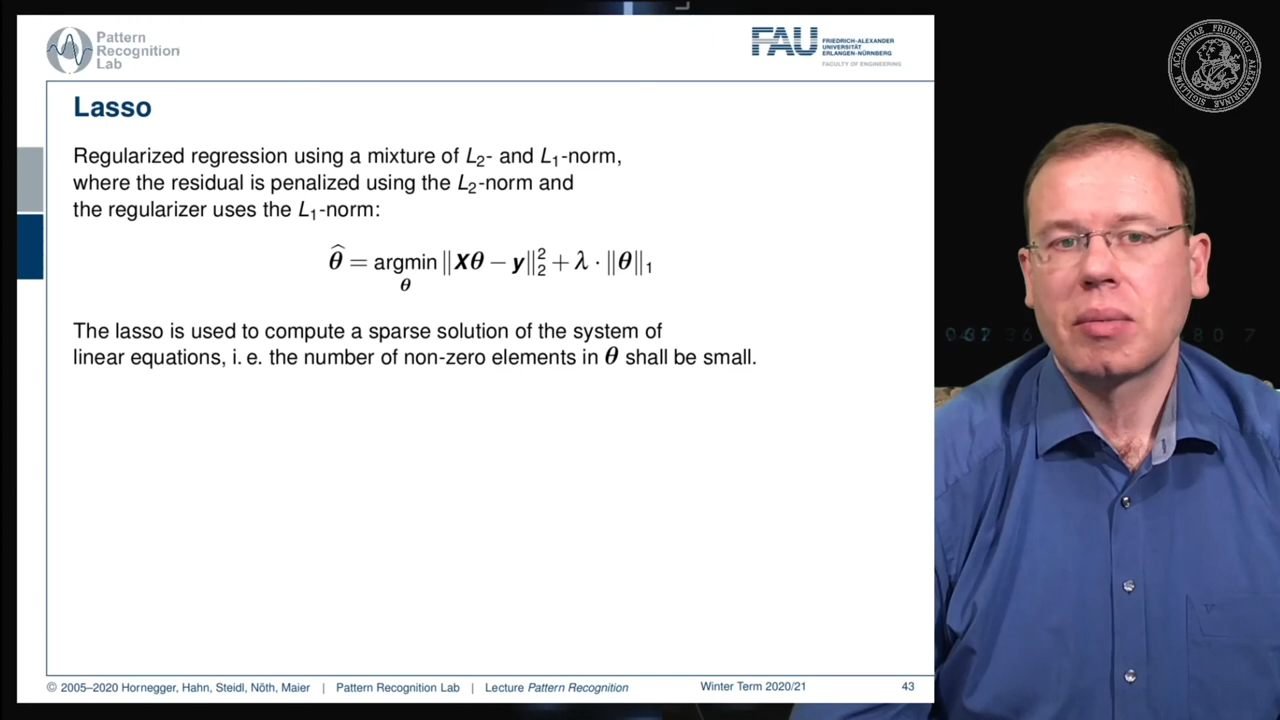 Pattern
Recognition
Lab
FAU
FRIEDRICH-ALEXANDER
UNIVERSITÄT
ERLANGEN-NÜRNBERG
FACULTY OF ENGINEERING
Lasso
Regularized regression using a mixture of L₂- and L₁-norm,
where the residual is penalized using the L₂-norm and
the regularizer uses the L₁-norm:
θ̂ = argmin ‖Xθ − y‖₂² + λ · ‖θ‖₁
θ
The lasso is used to compute a sparse solution of the system of
linear equations, i. e. the number of non-zero elements in θ shall be small.
© 2005–2020 Hornegger, Hahn, Steidl, Nöth, Maier | Pattern Recognition Lab | Lecture Pattern Recognition Winter Term 2020/21 43